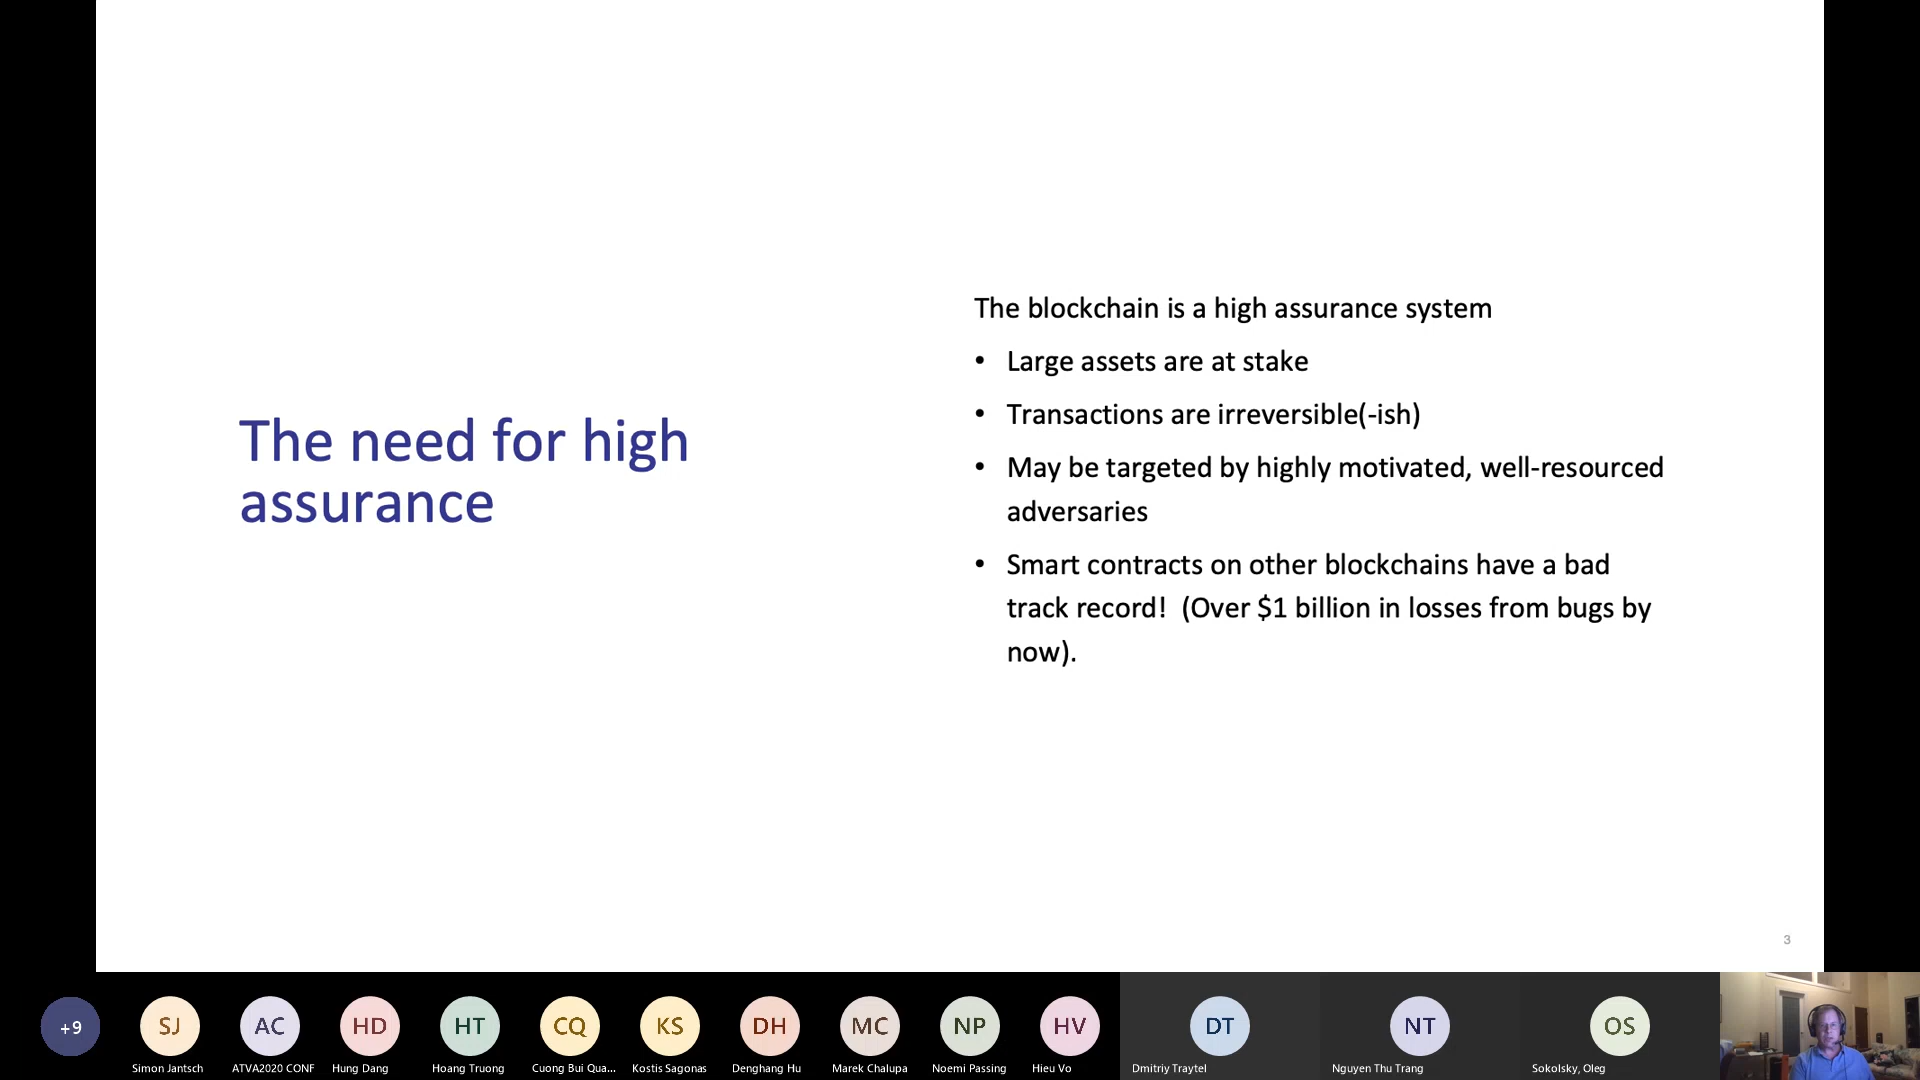 The need for high
assurance
The blockchain is a high assurance system
• Large assets are at stake
• Transactions are irreversible(-ish)
• May be targeted by highly motivated, well-resourced
adversaries
• Smart contracts on other blockchains have a bad
track record! (Over $1 billion in losses from bugs by
now).
3
+9 SJ AC HD HT CQ KS DH MC NP HV DT NT OS
Simon Jantsch ATVA2020 CONF Hung Dang Hoang Truong Cuong Bui Qua... Kostis Sagonas Denghang Hu Marek Chalupa Noemi Passing Hieu Vo Dmitriy Traytel Nguyen Thu Trang Sokolsky, Oleg